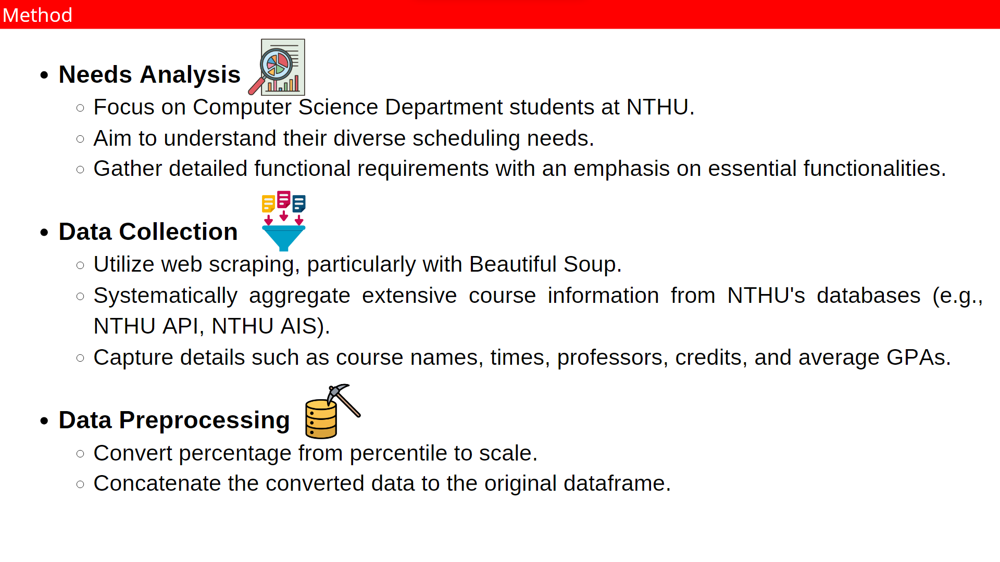 Method
• Needs Analysis
○ Focus on Computer Science Department students at NTHU.
○ Aim to understand their diverse scheduling needs.
○ Gather detailed functional requirements with an emphasis on essential functionalities.
• Data Collection
○ Utilize web scraping, particularly with Beautiful Soup.
○ Systematically aggregate extensive course information from NTHU's databases (e.g.,
NTHU API, NTHU AIS).
○ Capture details such as course names, times, professors, credits, and average GPAs.
• Data Preprocessing
○ Convert percentage from percentile to scale.
○ Concatenate the converted data to the original dataframe.